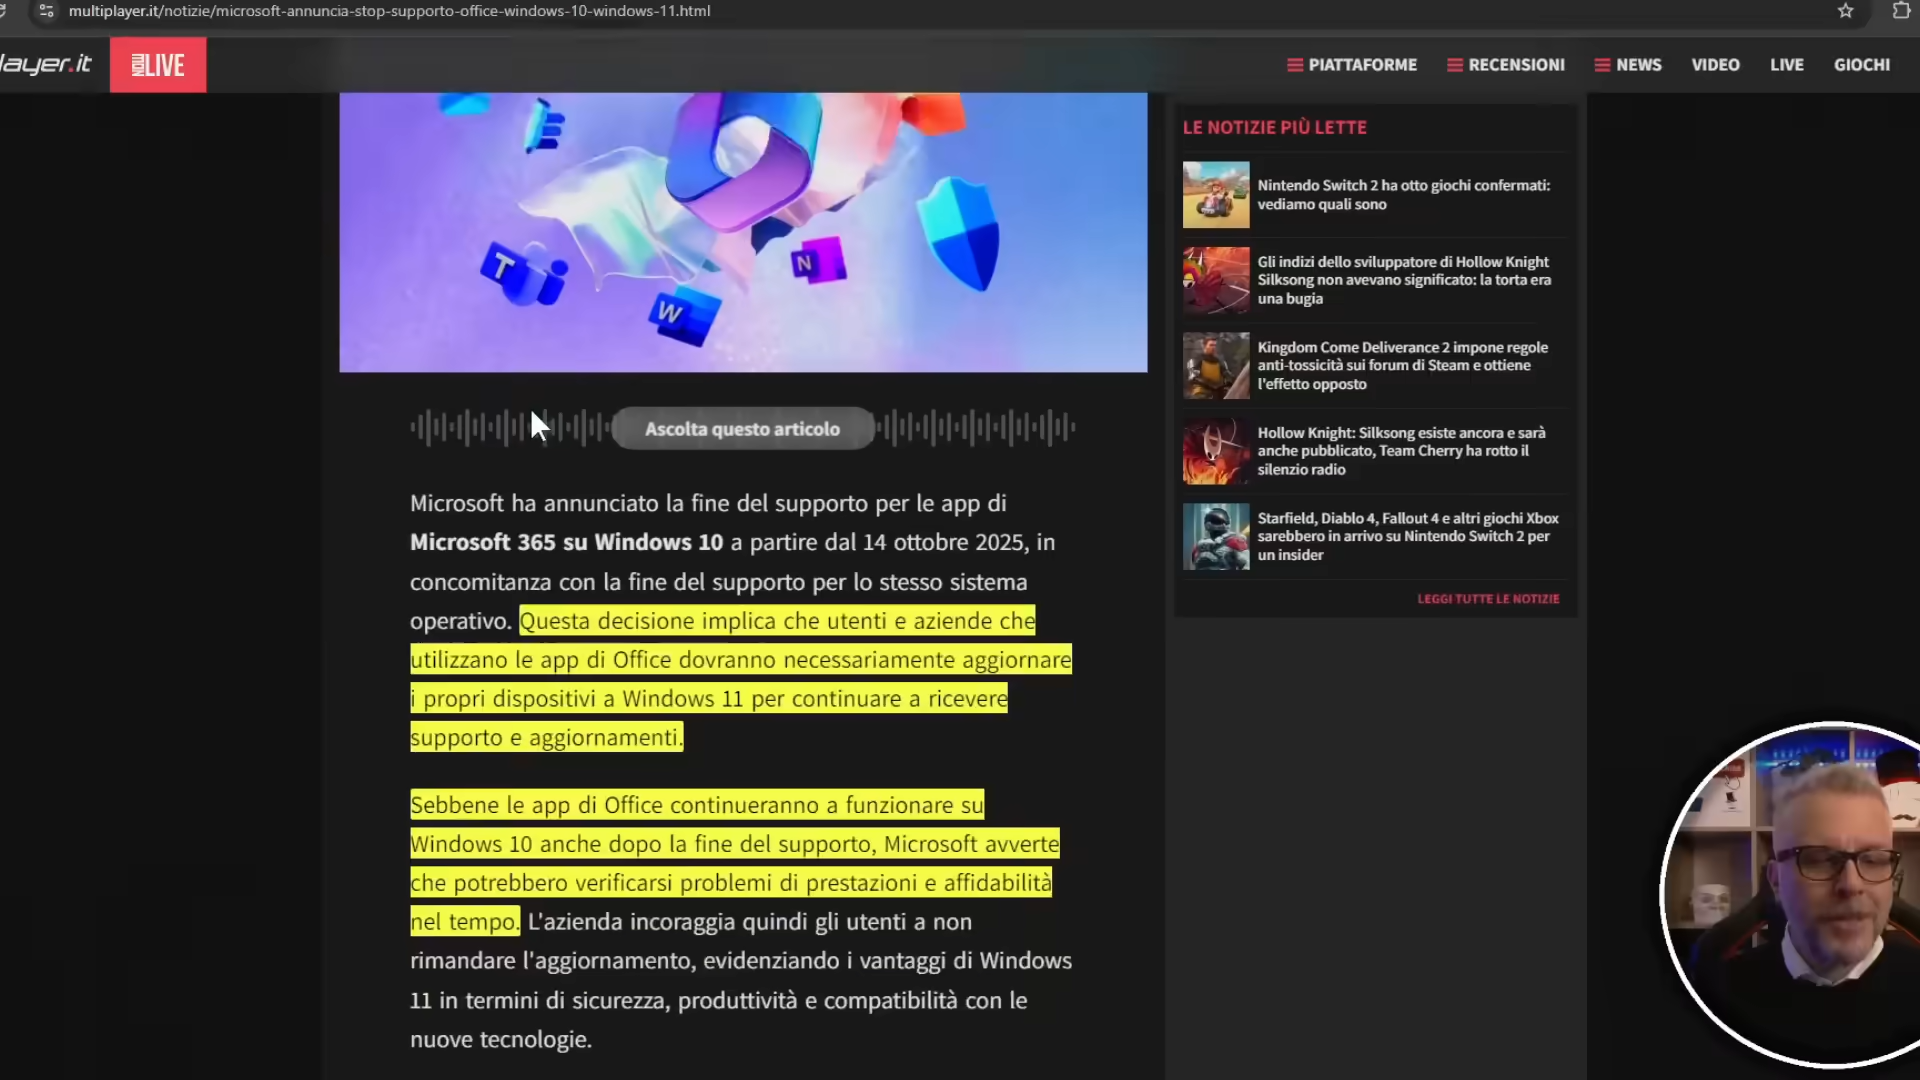 multiplayer.it/notizie/microsoft-annuncia-stop-supporto-office-windows-10-windows-11.html
layer.it
NOW LIVE
PIATTAFORME
RECENSIONI
NEWS
VIDEO
LIVE
GIOCHI
T
W
N
Ascolta questo articolo
Microsoft ha annunciato la fine del supporto per le app di
Microsoft 365 su Windows 10 a partire dal 14 ottobre 2025, in
concomitanza con la fine del supporto per lo stesso sistema
operativo. Questa decisione implica che utenti e aziende che
utilizzano le app di Office dovranno necessariamente aggiornare
i propri dispositivi a Windows 11 per continuare a ricevere
supporto e aggiornamenti.
Sebbene le app di Office continueranno a funzionare su
Windows 10 anche dopo la fine del supporto, Microsoft avverte
che potrebbero verificarsi problemi di prestazioni e affidabilità
nel tempo. L'azienda incoraggia quindi gli utenti a non
rimandare l'aggiornamento, evidenziando i vantaggi di Windows
11 in termini di sicurezza, produttività e compatibilità con le
nuove tecnologie.
LE NOTIZIE PIÙ LETTE
Nintendo Switch 2 ha otto giochi confermati:
vediamo quali sono
Gli indizi dello sviluppatore di Hollow Knight
Silksong non avevano significato: la torta era
una bugia
Kingdom Come Deliverance 2 impone regole
anti-tossicità sui forum di Steam e ottiene
l'effetto opposto
Hollow Knight: Silksong esiste ancora e sarà
anche pubblicato, Team Cherry ha rotto il
silenzio radio
Starfield, Diablo 4, Fallout 4 e altri giochi Xbox
sarebbero in arrivo su Nintendo Switch 2 per
un insider
LEGGI TUTTE LE NOTIZIE